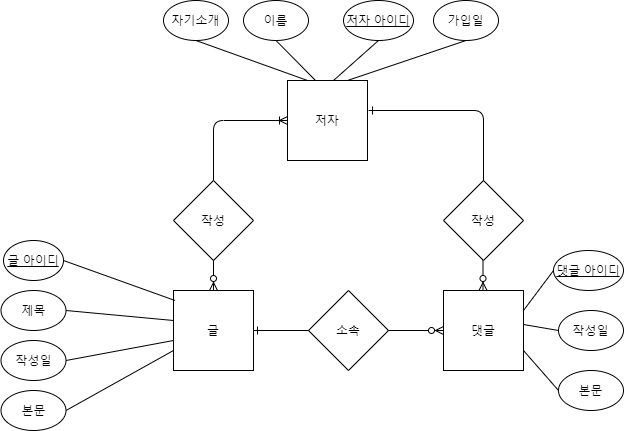 자기소개
이름
저자 아이디
가입일
저자
작성
작성
글 아이디
제목
작성일
본문
글
소속
댓글
댓글 아이디
작성일
본문